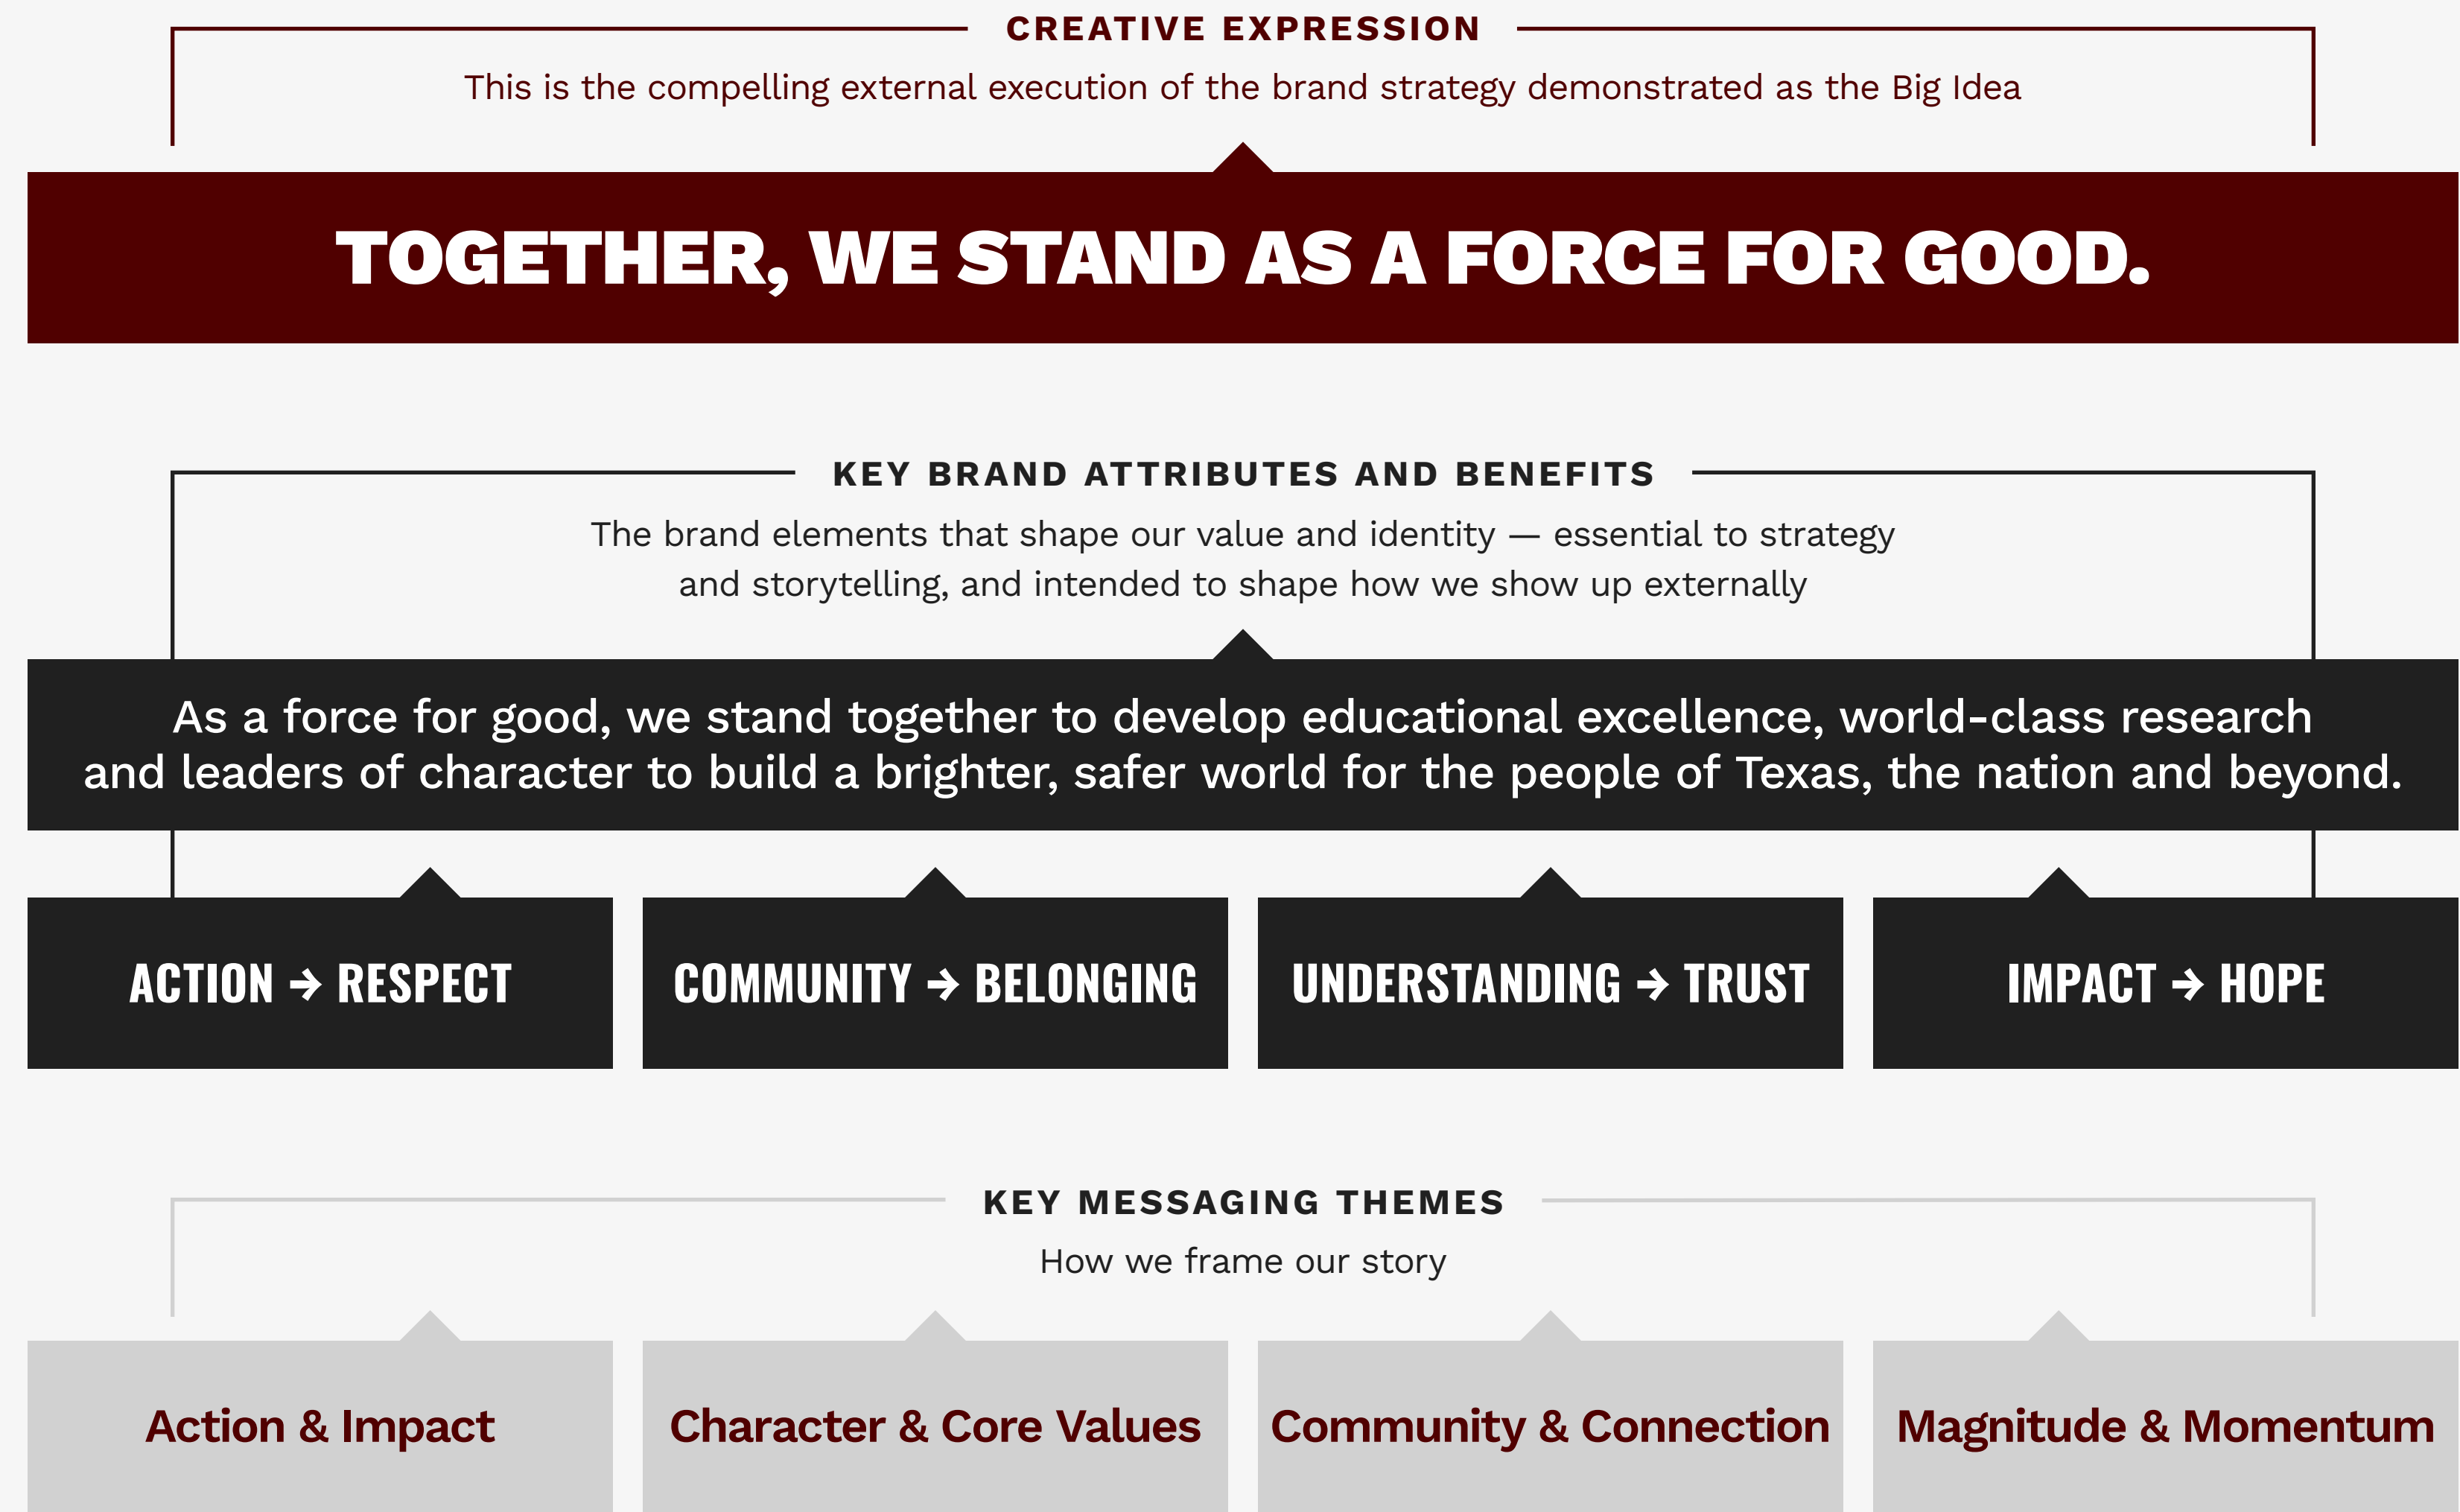 CREATIVE EXPRESSION
This is the compelling external execution of the brand strategy demonstrated as the Big Idea
TOGETHER, WE STAND AS A FORCE FOR GOOD.
KEY BRAND ATTRIBUTES AND BENEFITS
The brand elements that shape our value and identity — essential to strategy
and storytelling, and intended to shape how we show up externally
As a force for good, we stand together to develop educational excellence, world-class research
and leaders of character to build a brighter, safer world for the people of Texas, the nation and beyond.
ACTION → RESPECT
COMMUNITY → BELONGING
UNDERSTANDING → TRUST
IMPACT → HOPE
KEY MESSAGING THEMES
How we frame our story
Action & Impact
Character & Core Values
Community & Connection
Magnitude & Momentum